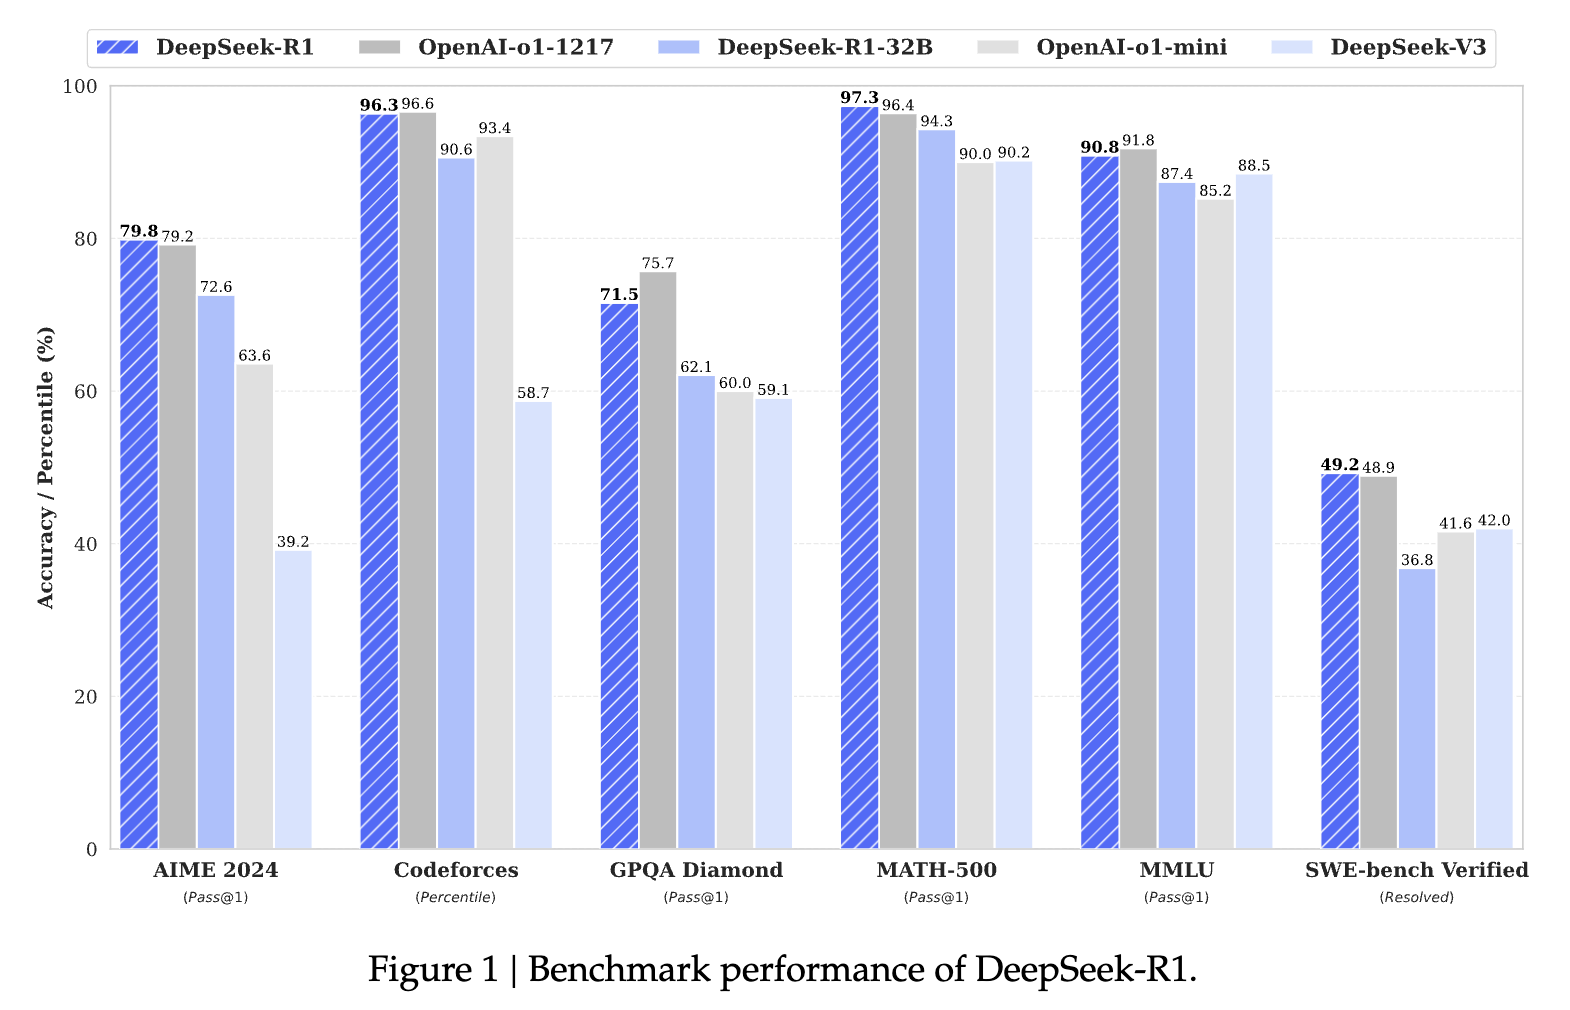 DeepSeek-R1 OpenAI-o1-1217 DeepSeek-R1-32B OpenAI-o1-mini DeepSeek-V3
Accuracy / Percentile (%)
100
80
60
40
20
0
79.8 79.2 72.6 63.6 39.2
96.3 96.6 90.6 93.4 58.7
71.5 75.7 62.1 60.0 59.1
97.3 96.4 94.3 90.0 90.2
90.8 91.8 87.4 85.2 88.5
49.2 48.9 36.8 41.6 42.0
AIME 2024 Codeforces GPQA Diamond MATH-500 MMLU SWE-bench Verified
(Pass@1) (Percentile) (Pass@1) (Pass@1) (Pass@1) (Resolved)
Figure 1 | Benchmark performance of DeepSeek-R1.